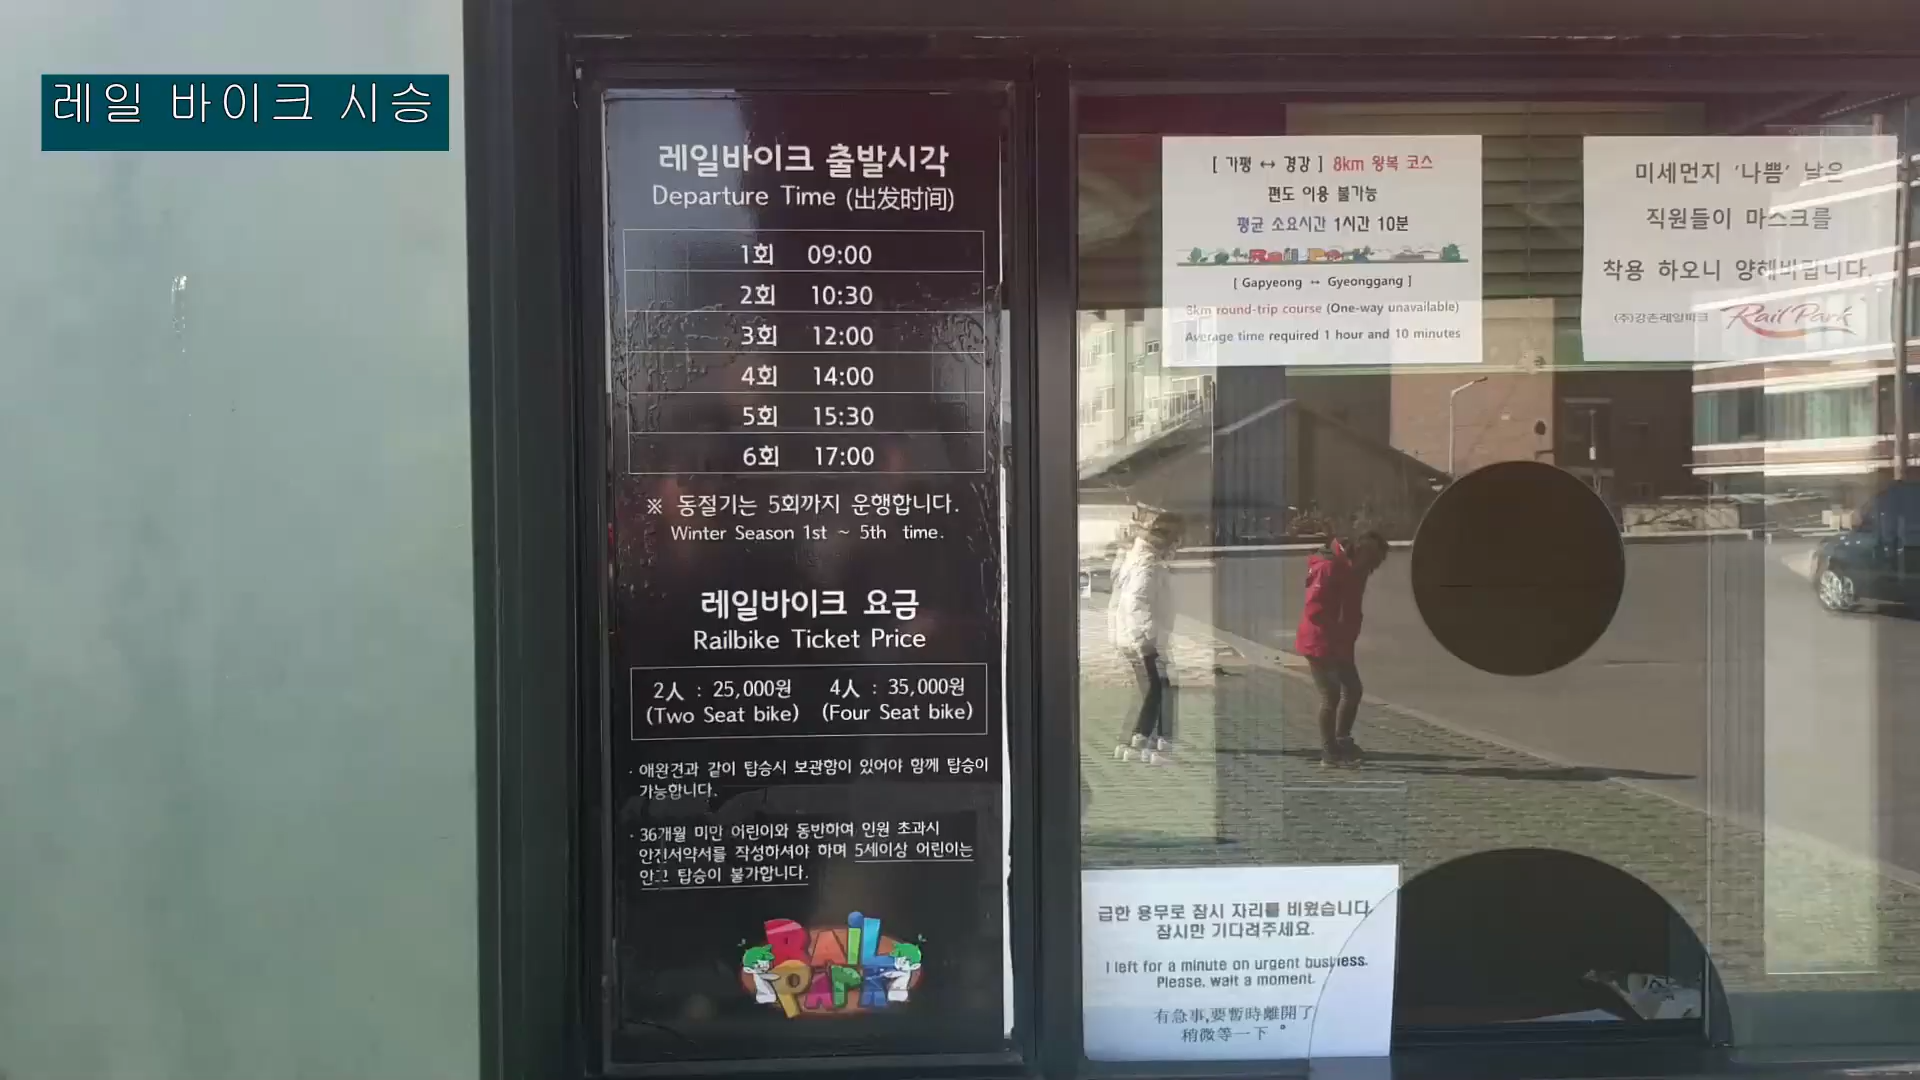 레일 바이크 시승
레일바이크 출발시각
Departure Time (出发时间)
1회 09:00
2회 10:30
3회 12:00
4회 14:00
5회 15:30
6회 17:00
※ 동절기는 5회까지 운행합니다.
Winter Season 1st ~ 5th time.
레일바이크 요금
Railbike Ticket Price
2人 : 25,000원 4人 : 35,000원
(Two Seat bike) (Four Seat bike)
· 애완견과 같이 탑승시 보관함이 있어야 함께 탑승이
가능합니다.
· 36개월 미만 어린이와 동반하여 인원 초과시
안전서약서를 작성하셔야 하며 5세이상 어린이는
안고 탑승이 불가합니다.
RAIL
PARK
[ 가평 ↔ 경강 ] 8km 왕복 코스
편도 이용 불가능
평균 소요시간 1시간 10분
RAILPARK
[ Gapyeong ↔ Gyeonggang ]
8km round-trip course (One-way unavailable)
Average time required 1 hour and 10 minutes
미세먼지 '나쁨' 날은
직원들이 마스크를
착용 하오니 양해바랍니다.
(주)강촌레일파크 Rail Park
급한 용무로 잠시 자리를 비웠습니다.
잠시만 기다려주세요.
I left for a minute on urgent business.
Please, wait a moment.
有急事,要暫時離開了
稍微等一下。